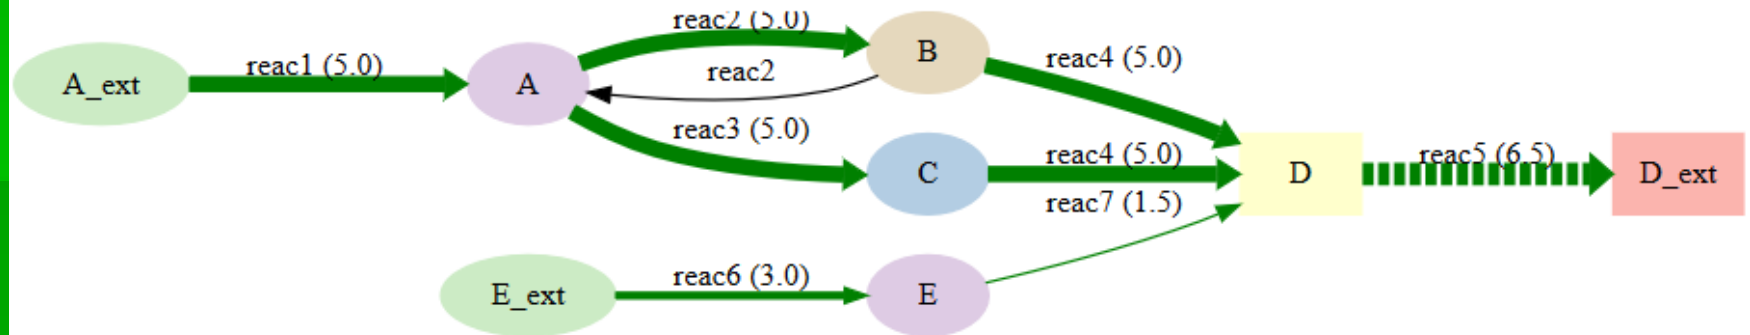 reac2 (5.0)
A_ext
reac1 (5.0)
A
reac2
B
reac4 (5.0)
reac3 (5.0)
C
reac4 (5.0)
D
reac5 (6.5)
D_ext
reac7 (1.5)
E_ext
reac6 (3.0)
E